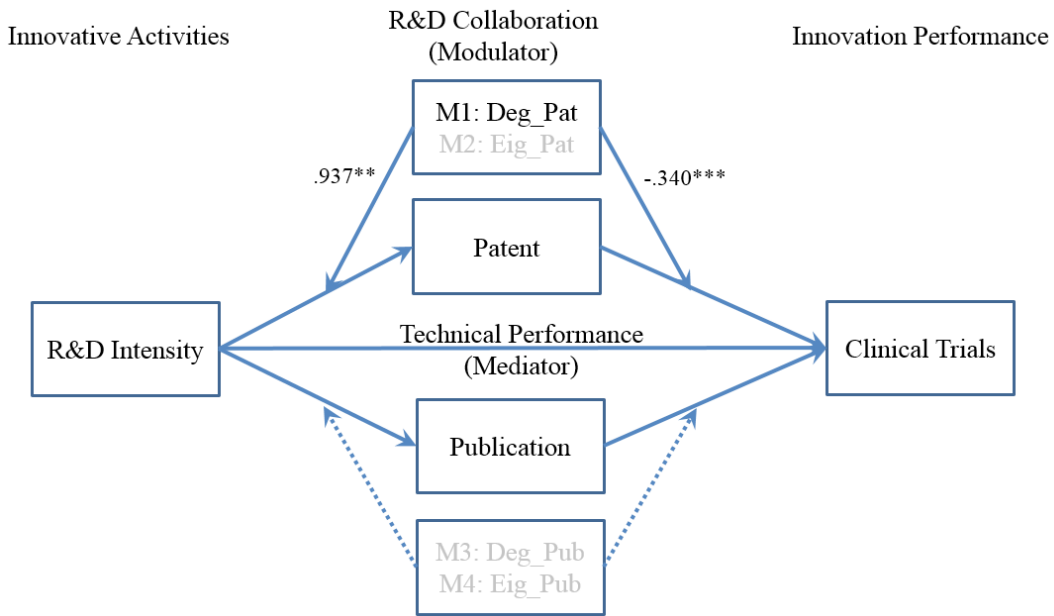 Innovative Activities
R&D Collaboration
(Modulator)
Innovation Performance
M1: Deg_Pat
M2: Eig_Pat
.937**
-.340***
Patent
R&D Intensity
Technical Performance
(Mediator)
Clinical Trials
Publication
M3: Deg_Pub
M4: Eig_Pub